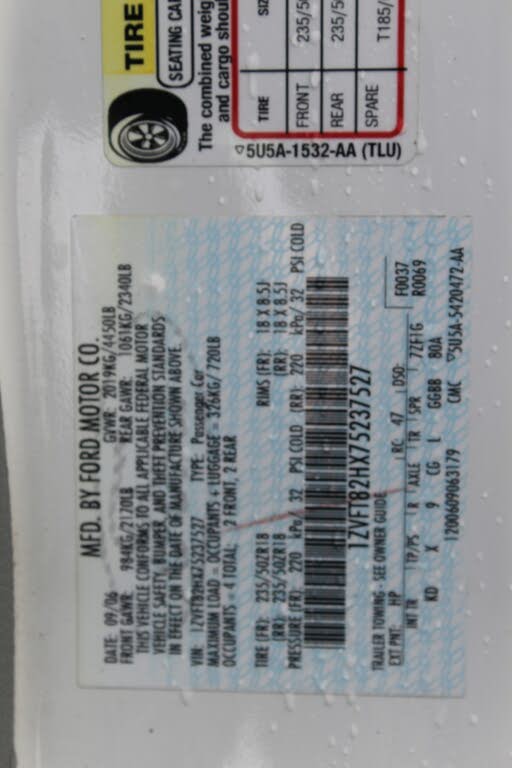 TIRE
SEATING CA
The combined weig
and cargo shou
TIRE SIZ
FRONT 235/50
REAR 235/5
SPARE T185/
5U5A-1532-AA (TLU)
MFD. BY FORD MOTOR CO.
DATE: 09/06 GVWR: 2019KG/4450LB
FRONT GAWR: 984KG/2170LB REAR GAWR: 1061KG/2340LB
THIS VEHICLE CONFORMS TO ALL APPLICABLE FEDERAL MOTOR
VEHICLE SAFETY, BUMPER, AND THEFT PREVENTION STANDARDS
IN EFFECT ON THE DATE OF MANUFACTURE SHOWN ABOVE.
VIN: 1ZVFT82HX75237527 TYPE: Passenger Car
MAXIMUM LOAD = OCCUPANTS + LUGGAGE = 326KG/720LB
OCCUPANTS = 4 TOTAL: 2 FRONT, 2 REAR
TIRE (FR): 235/50ZR18 RIMS (FR): 18 X 8.5J
(RR): 235/50ZR18 (RR): 18 X 8.5J
PRESSURE (FR): 220 kPa/ 32 PSI COLD (RR): 220 kPa/ 32 PSI COLD
1ZVFT82HX75237527
TRAILER TOWING - SEE OWNER GUIDE F0037
EXT PNT: HP RC: 47 DSO: R0069
INT TR TP/PS R AXLE TR SPR 7ZF1G
KD X 9 CG L GGBB 80A
1200609063179 CMC 5U5A-5420472-AA